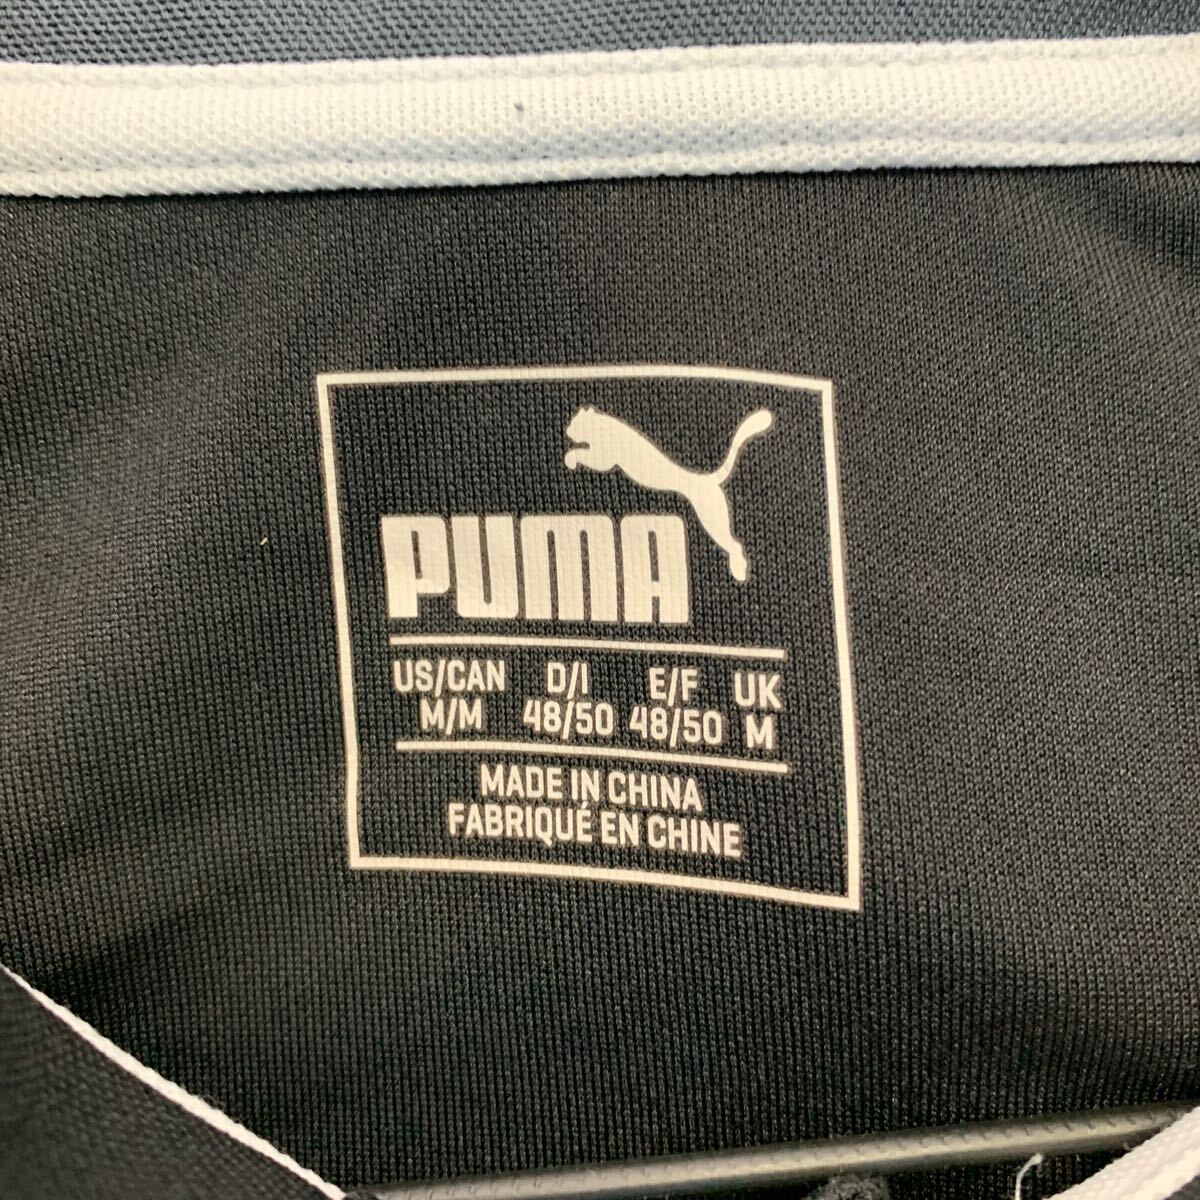 PUMA
US/CAN D/I E/F UK
M/M 48/50 48/50 M
MADE IN CHINA
FABRIQUÉ EN CHINE